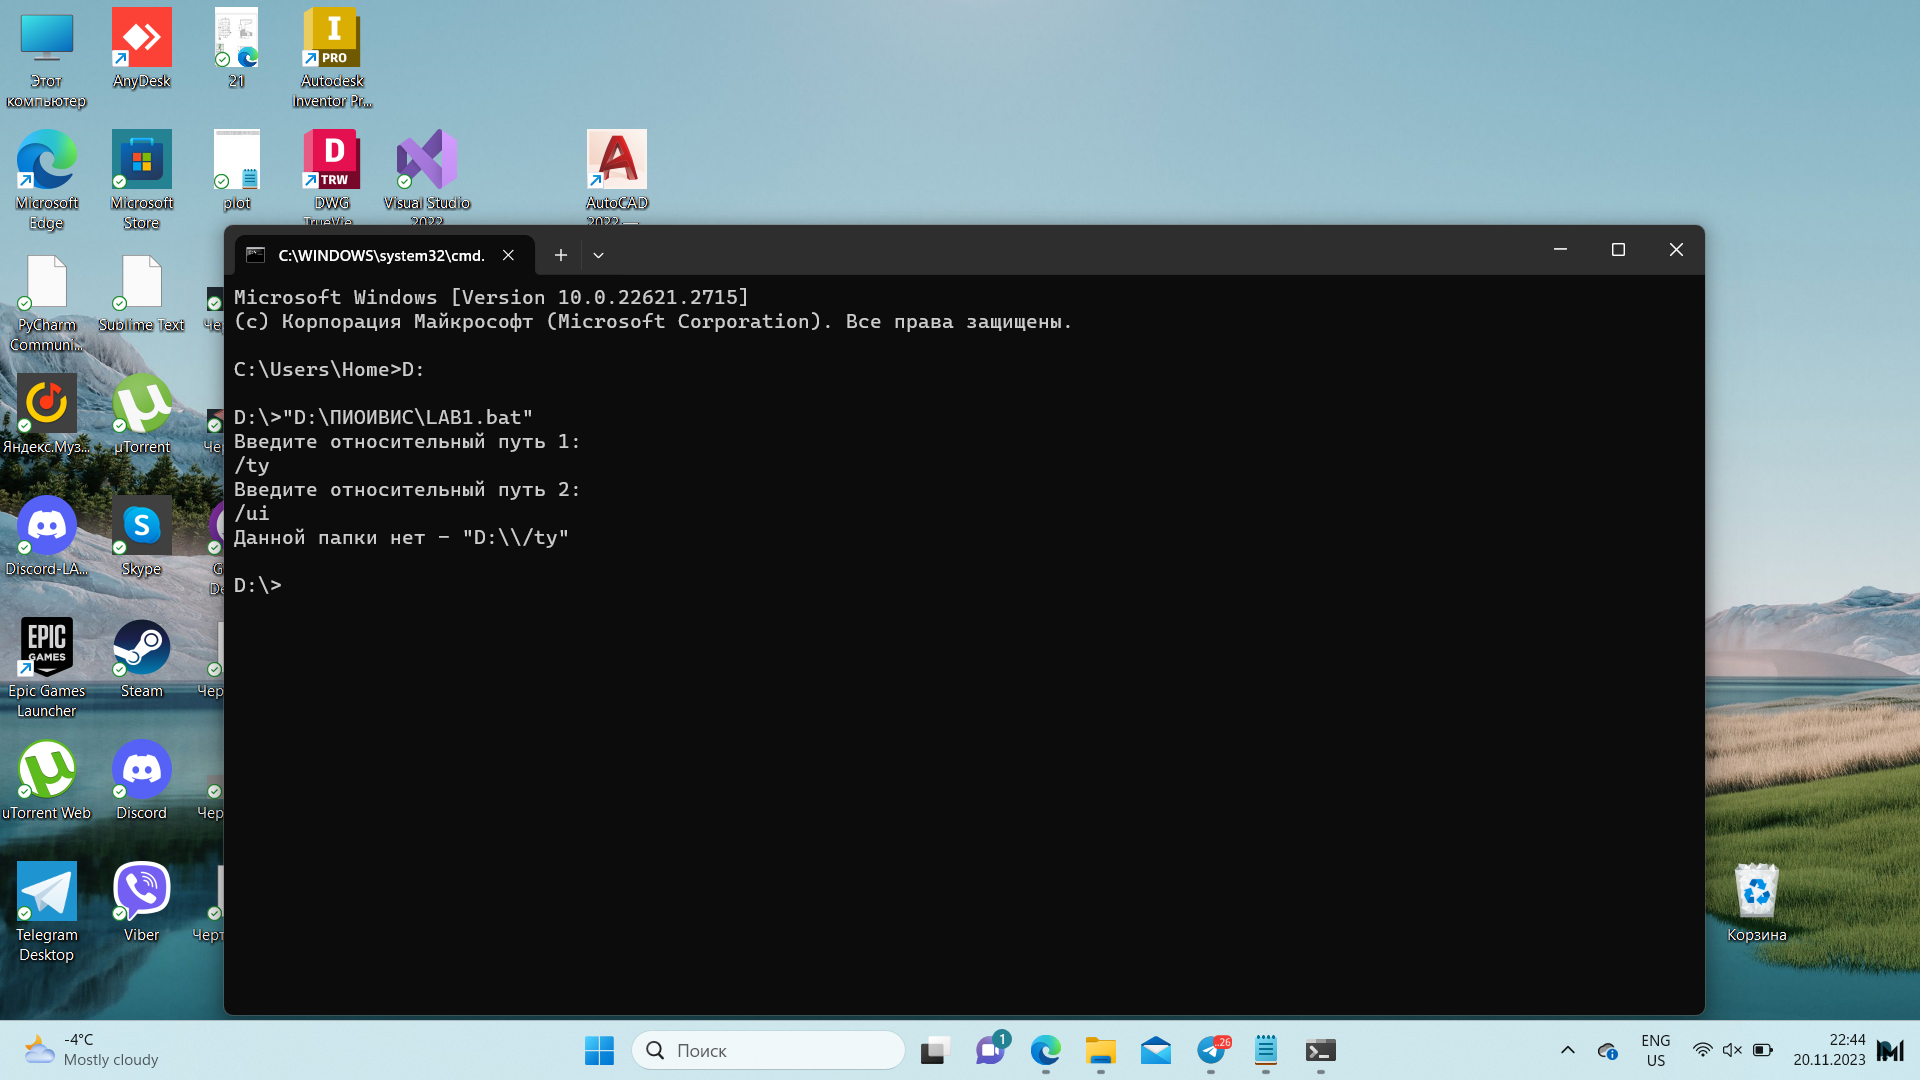 Этот
компьютер
AnyDesk
21
I
PRO
Autodesk
Inventor Pr...
Microsoft
Edge
Microsoft
Store
plot
D
TRW
DWG
TrueVie...
Visual Studio
2022
AutoCAD
2022 —
PyCharm
Communi...
Sublime Text
Че
Яндекс.Муз...
µTorrent
Чер
Discord-LA...
S
Skype
G
De
EPIC
GAMES
Epic Games
Launcher
Steam
Чер
uTorrent Web
Discord
Чер
Telegram
Desktop
Viber
Черт
Корзина
C:\WINDOWS\system32\cmd.
Microsoft Windows [Version 10.0.22621.2715]
(c) Корпорация Майкрософт (Microsoft Corporation). Все права защищены.
C:\Users\Home>D:
D:\>"D:\ПИОИВИС\LAB1.bat"
Введите относительный путь 1:
/ty
Введите относительный путь 2:
/ui
Данной папки нет - "D:\\/ty"
D:\>
-4°C
Mostly cloudy
Поиск
1
26
ENG
US
22:44
20.11.2023